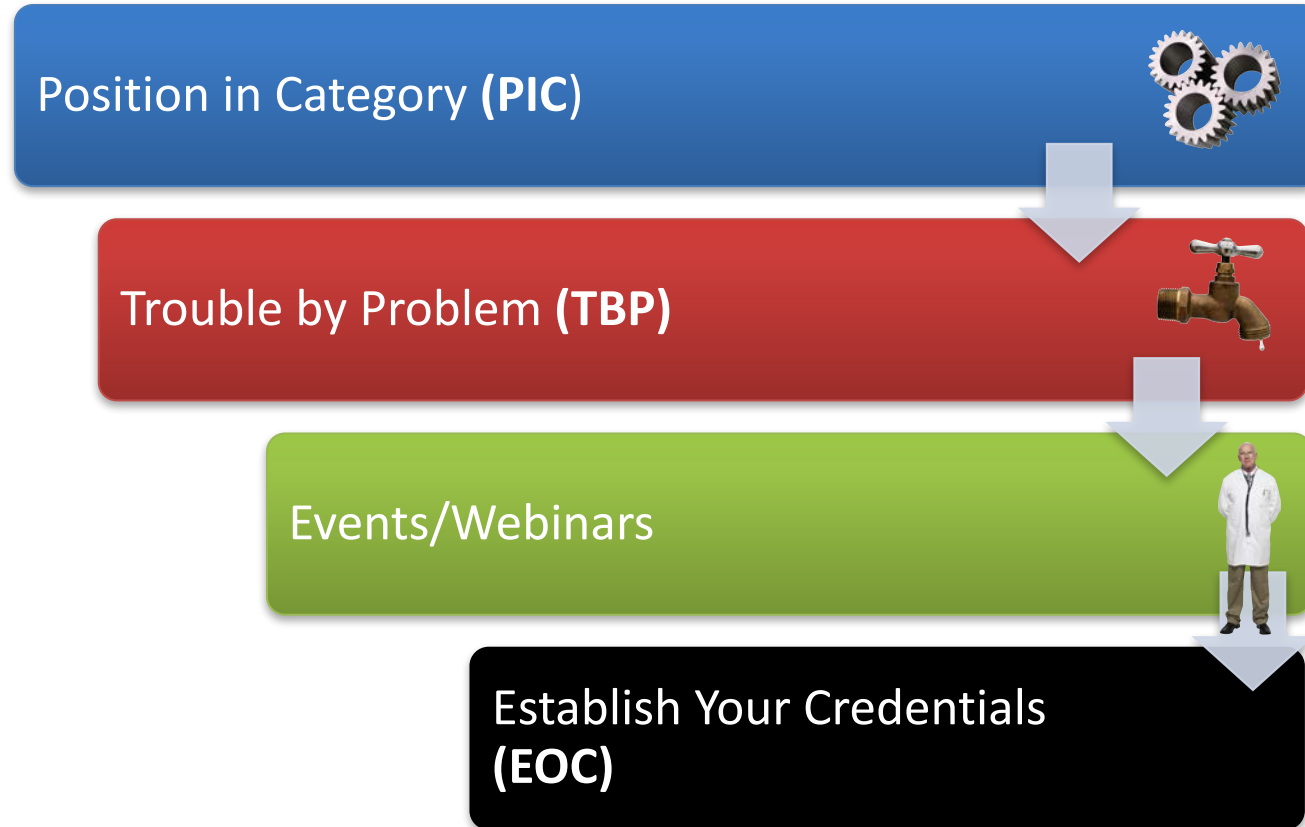 Position in Category (PIC)
Trouble by Problem (TBP)
Events/Webinars
Establish Your Credentials
(EOC)